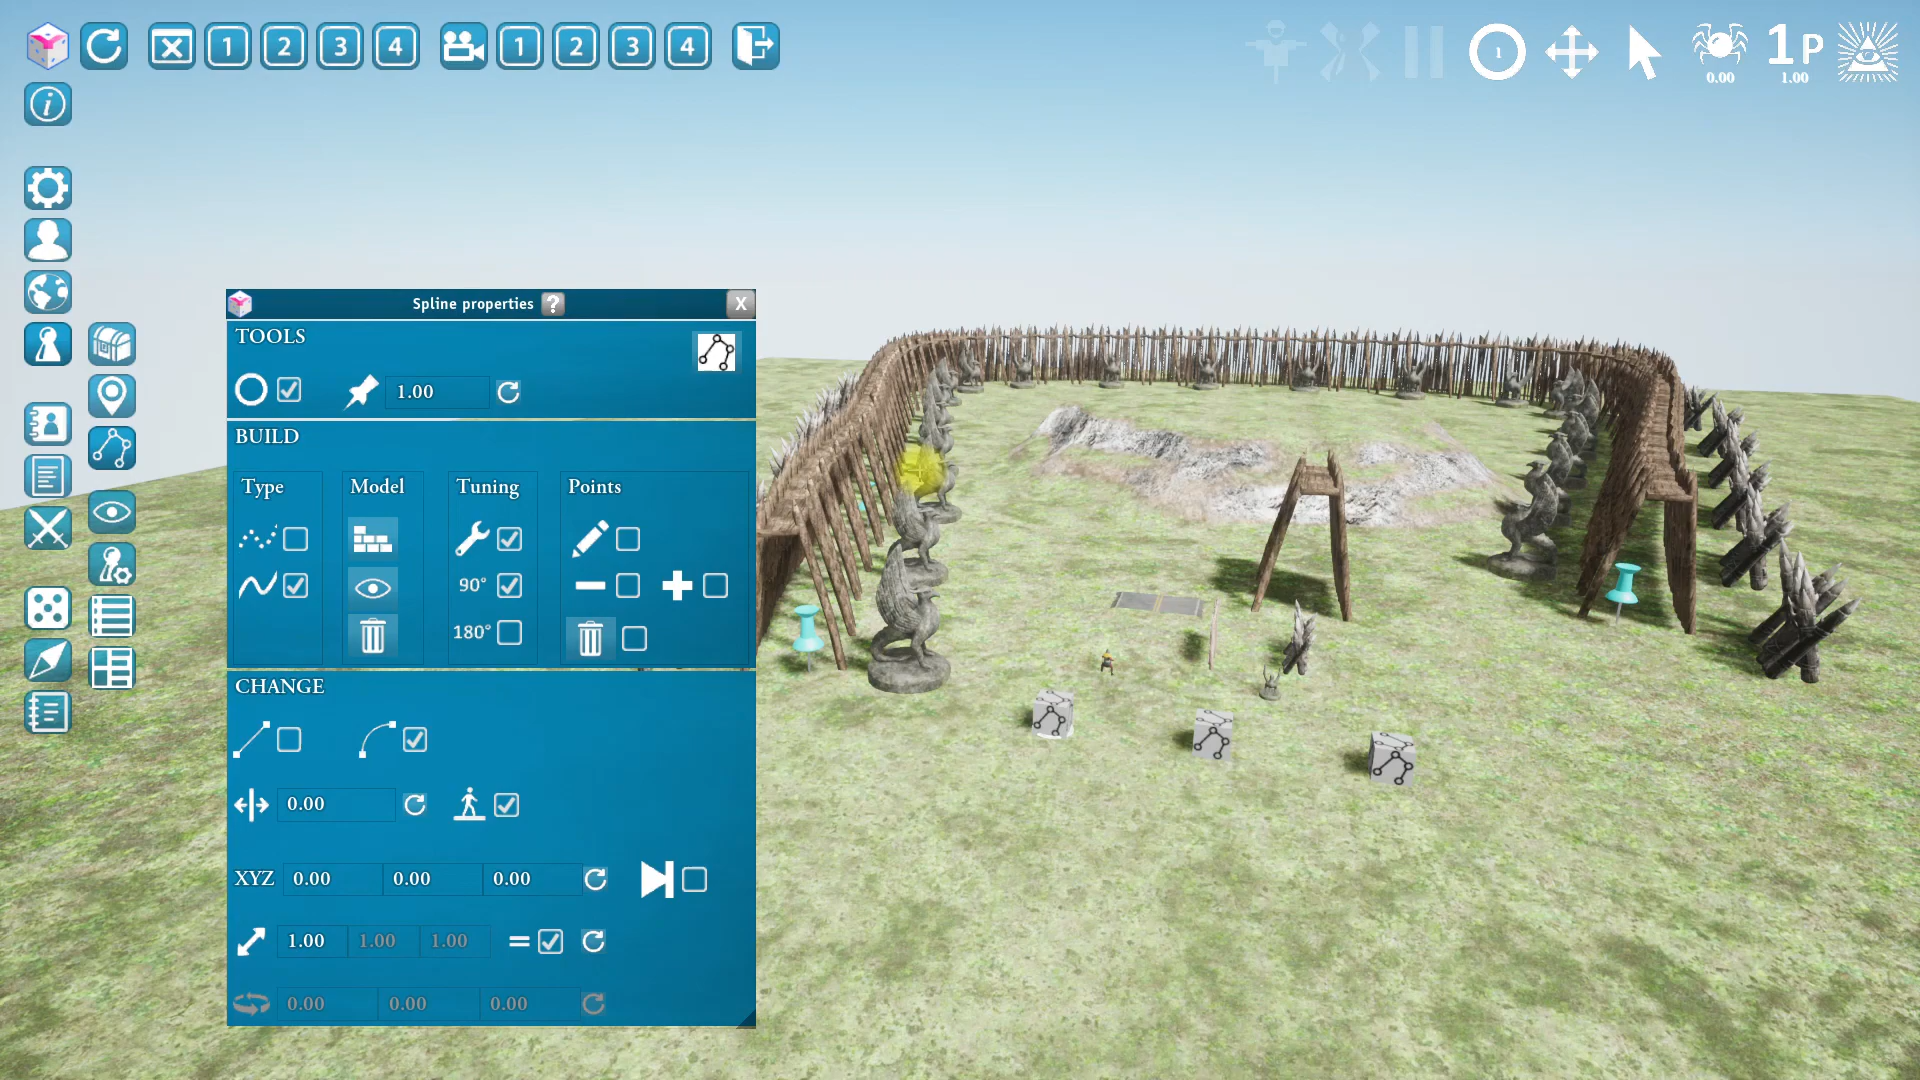 1 2 3 4 1 2 3 4
1
0.00
1P
1.00
i
Spline properties ? X
TOOLS
1.00
BUILD
Type Model Tuning Points
90°
180°
CHANGE
0.00
XYZ 0.00 0.00 0.00
1.00 1.00 1.00 =
0.00 0.00 0.00